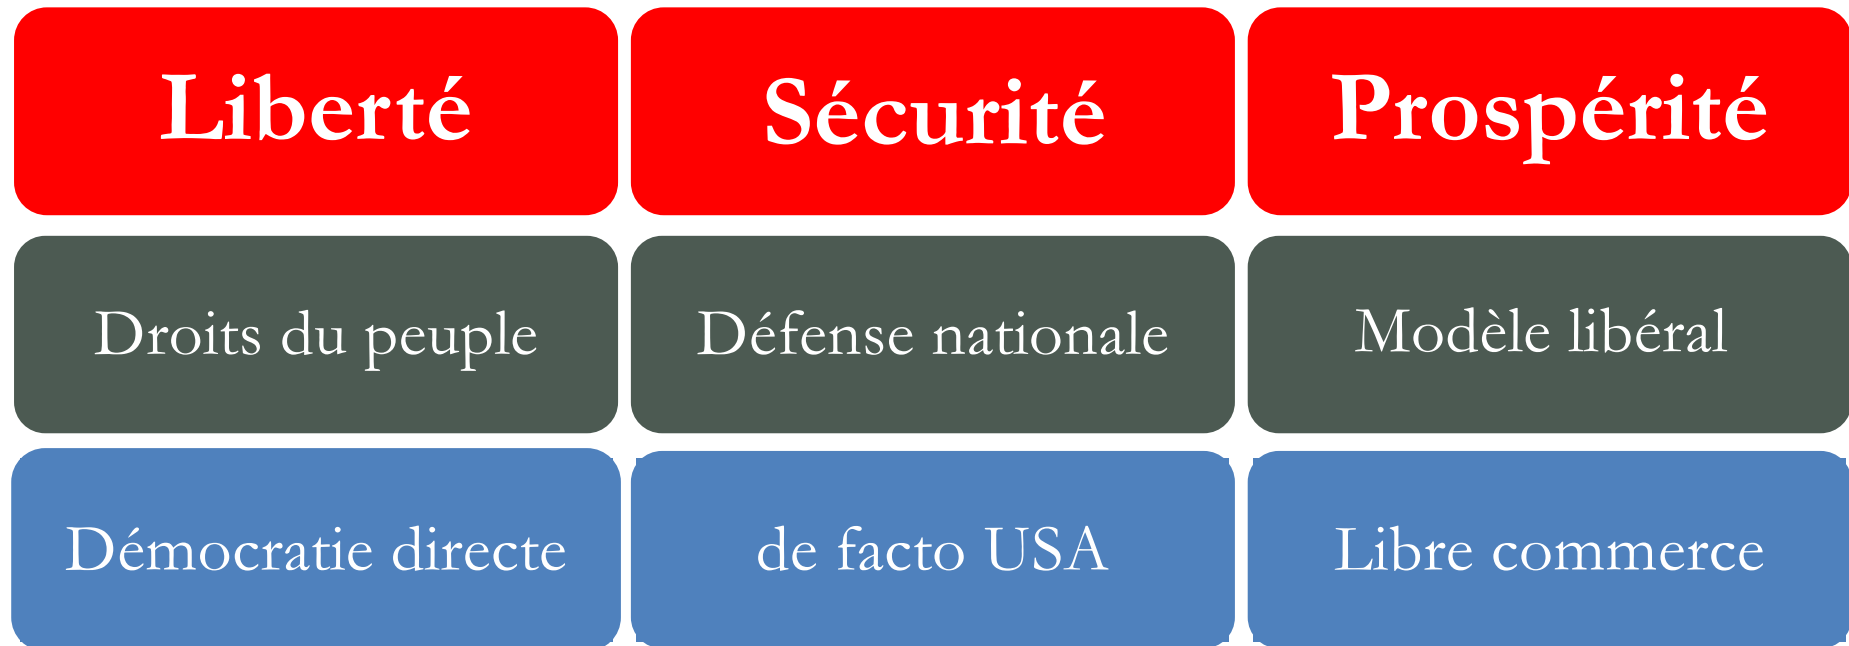 Liberté
Sécurité
Prospérité
Droits du peuple
Défense nationale
Modèle libéral
Démocratie directe
de facto USA
Libre commerce